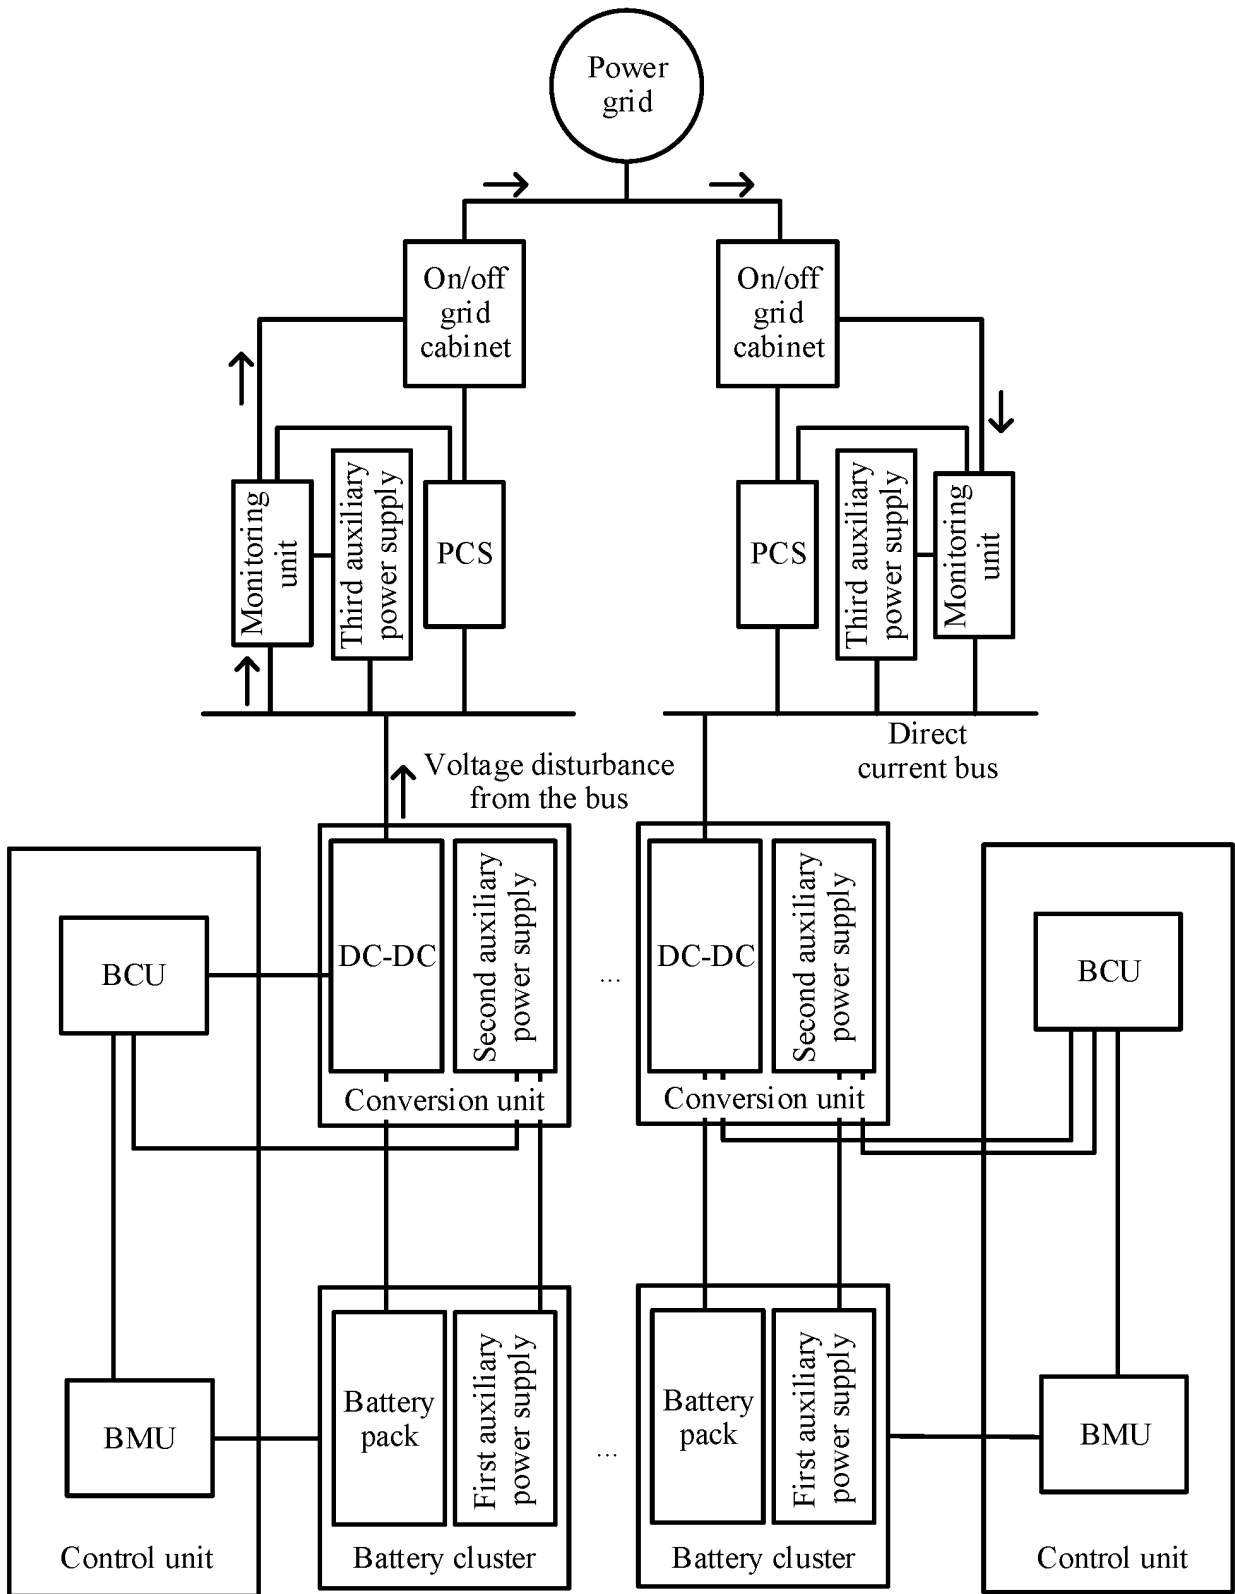 Power
grid
On/off
grid
cabinet
On/off
grid
cabinet
Monitoring
unit
Third auxiliary
power supply
PCS
PCS
Third auxiliary
power supply
Monitoring
unit
Voltage disturbance
from the bus
Direct
current bus
BCU
DC-DC
Second auxiliary
power supply
Conversion unit
...
DC-DC
Second auxiliary
power supply
Conversion unit
BCU
BMU
Control unit
Battery
pack
First auxiliary
power supply
Battery cluster
...
Battery
pack
First auxiliary
power supply
Battery cluster
BMU
Control unit